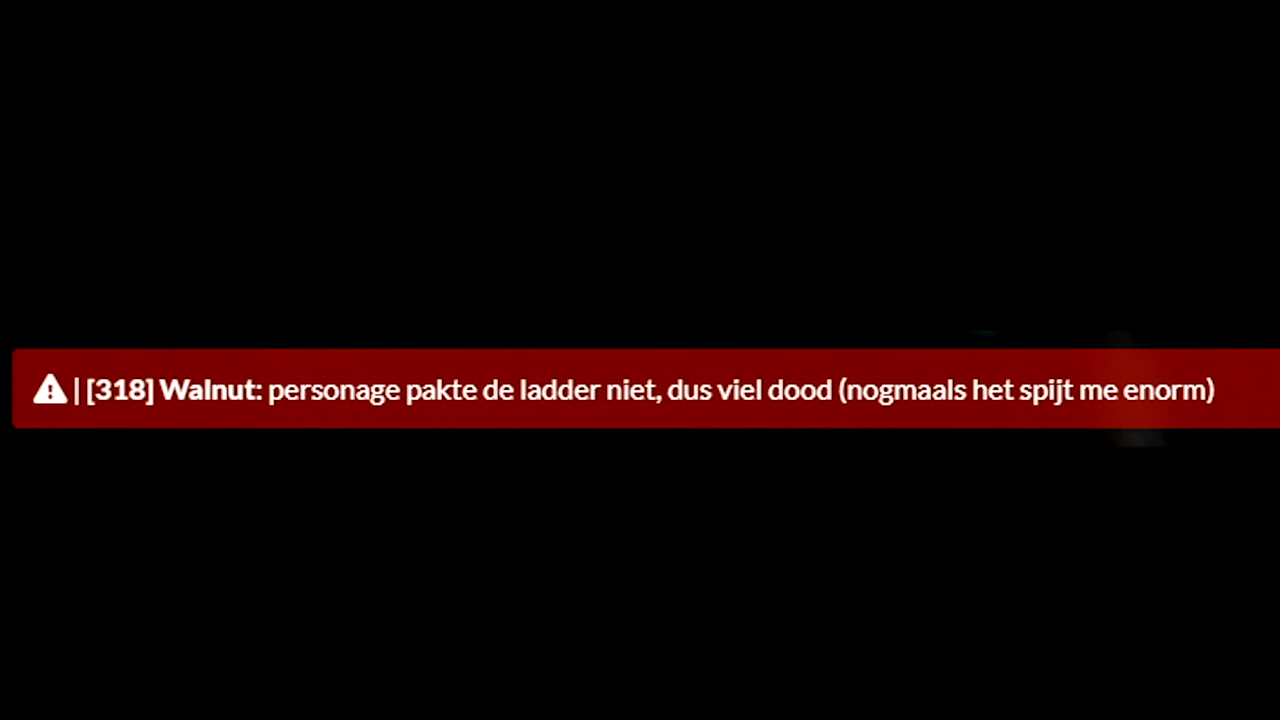 | [318] Walnut: personage pakte de ladder niet, dus viel dood (nogmaals het spijt me enorm)